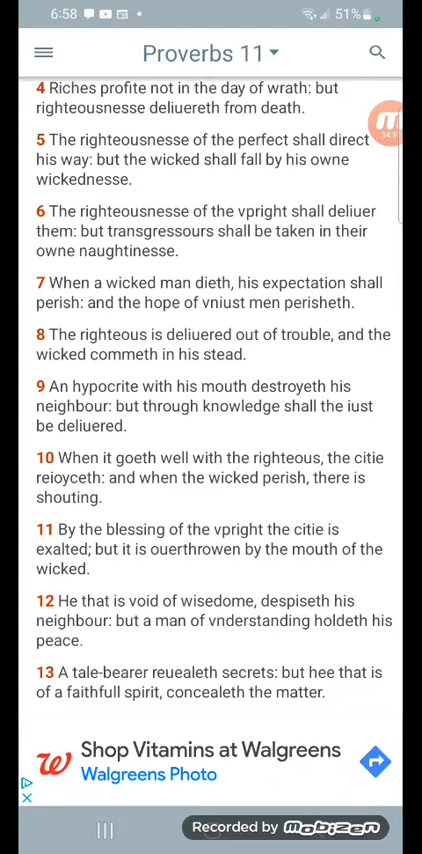 6:58 51%
Proverbs 11
4 Riches profite not in the day of wrath: but
righteousnesse deliuereth from death.
34:5
5 The righteousnesse of the perfect shall direct
his way: but the wicked shall fall by his owne
wickednesse.
6 The righteousnesse of the vpright shall deliuer
them: but transgressours shall be taken in their
owne naughtinesse.
7 When a wicked man dieth, his expectation shall
perish: and the hope of vniust men perisheth.
8 The righteous is deliuered out of trouble, and the
wicked commeth in his stead.
9 An hypocrite with his mouth destroyeth his
neighbour: but through knowledge shall the iust
be deliuered.
10 When it goeth well with the righteous, the citie
reioyceth: and when the wicked perish, there is
shouting.
11 By the blessing of the vpright the citie is
exalted; but it is ouerthrowen by the mouth of the
wicked.
12 He that is void of wisedome, despiseth his
neighbour: but a man of vnderstanding holdeth his
peace.
13 A tale-bearer reuealeth secrets: but hee that is
of a faithfull spirit, concealeth the matter.
Shop Vitamins at Walgreens
Walgreens Photo
Recorded by mobizen